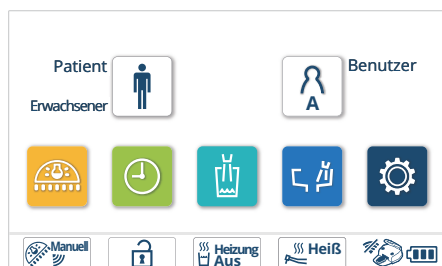 Patient
Benutzer
Erwachsener
A
Manuell
Heizung
Aus
Heiß